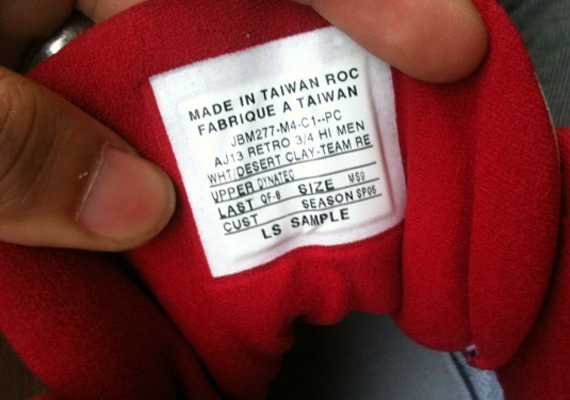 MADE IN TAIWAN ROC
FABRIQUE A TAIWAN
JBM277-M4-C1--PC
AJ13 RETRO 3/4 HI MEN
WHT/DESERT CLAY-TEAM RE
UPPER DYNATEC
LAST QF-8 SIZE MS9
CUST SEASON SP05
LS SAMPLE